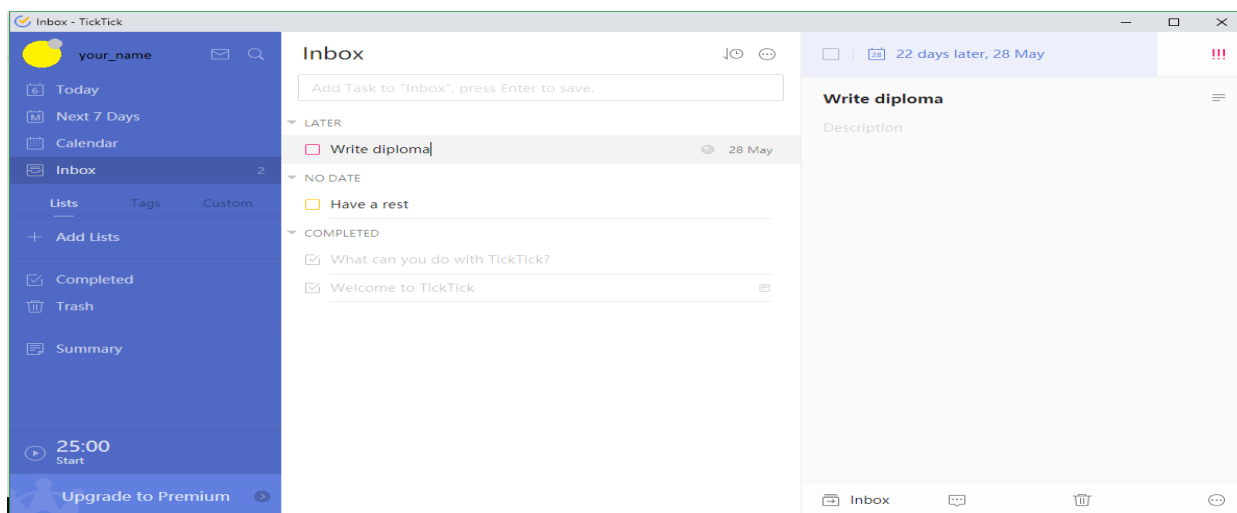 Inbox - TickTick
your_name
6 Today
M Next 7 Days
Calendar
Inbox 2
Lists Tags Custom
+ Add Lists
Completed
Trash
Summary
25:00
Start
Upgrade to Premium
Inbox
Add Task to "Inbox", press Enter to save.
LATER
Write diploma 28 May
NO DATE
Have a rest
COMPLETED
What can you do with TickTick?
Welcome to TickTick
28 22 days later, 28 May !!!
Write diploma
Description
Inbox